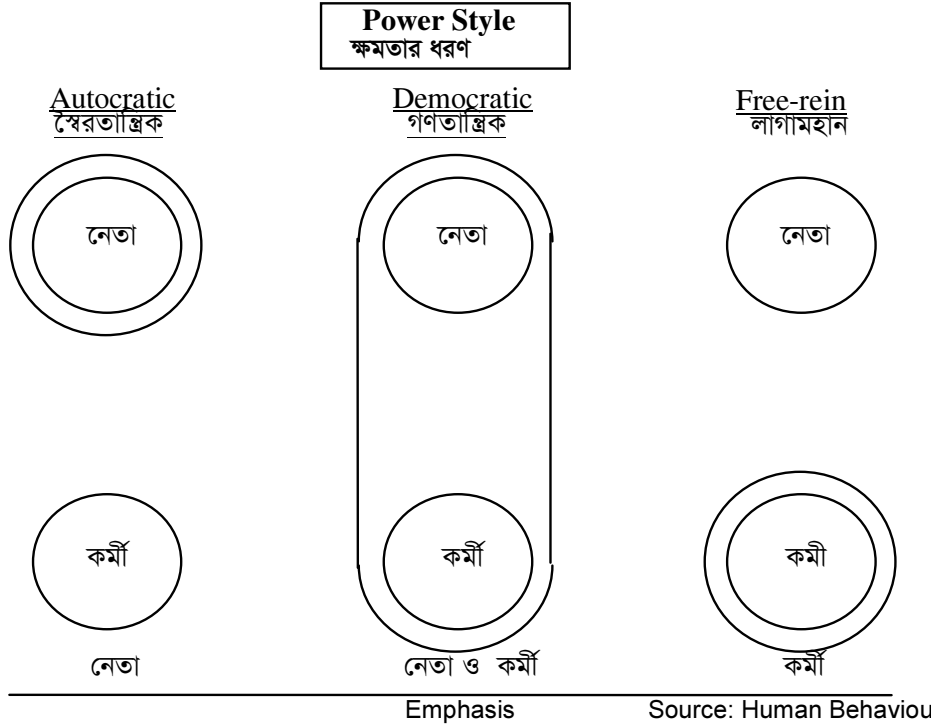 Power Style
ক্ষমতার ধরণ
Autocratic
স্বৈরতান্ত্রিক
Democratic
গণতান্ত্রিক
Free-rein
লাগামহান
নেতা
নেতা
নেতা
কর্মী
কর্মী
কমী
নেতা
নেতা ও কর্মী
কর্মী
Emphasis
Source: Human Behaviou